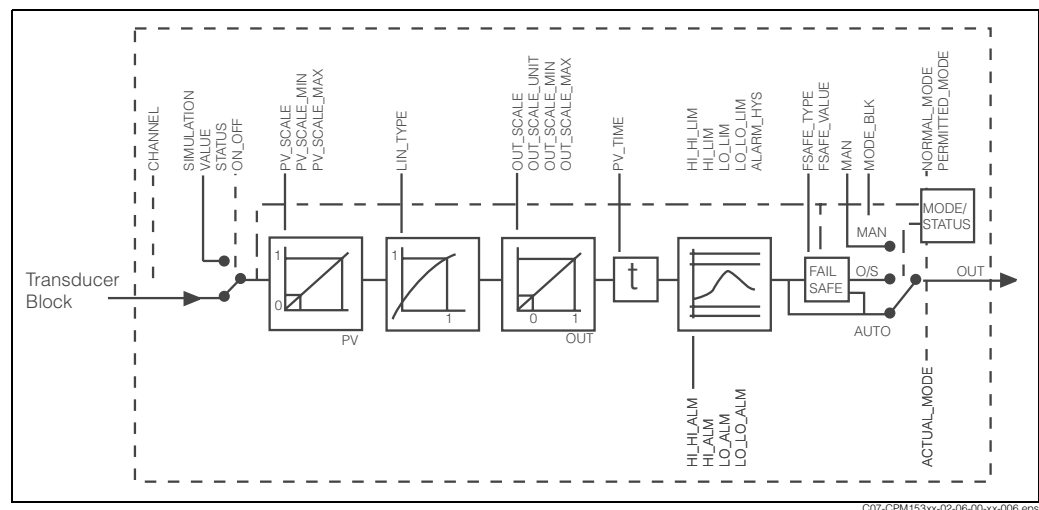 CHANNEL
SIMULATION
VALUE
STATUS
ON_OFF
PV_SCALE
PV_SCALE_MIN
PV_SCALE_MAX
LIN_TYPE
OUT_SCALE
OUT_SCALE_UNIT
OUT_SCALE_MIN
OUT_SCALE_MAX
PV_TIME
HI_HI_LIM
HI_LIM
LO_LIM
LO_LO_LIM
ALARM_HYS
FSAFE_TYPE
FSAFE_VALUE
MAN
MODE_BLK
NORMAL_MODE
PERMITTED_MODE
MODE/
STATUS
MAN
Transducer
Block
1
0
PV
1
1
0
1
OUT
t
FAIL
SAFE
O/S
AUTO
OUT
HI_HI_ALM
HI_ALM
LO_ALM
LO_LO_ALM
ACTUAL_MODE
C07-CPM153xx-02-06-00-xx-006.eps